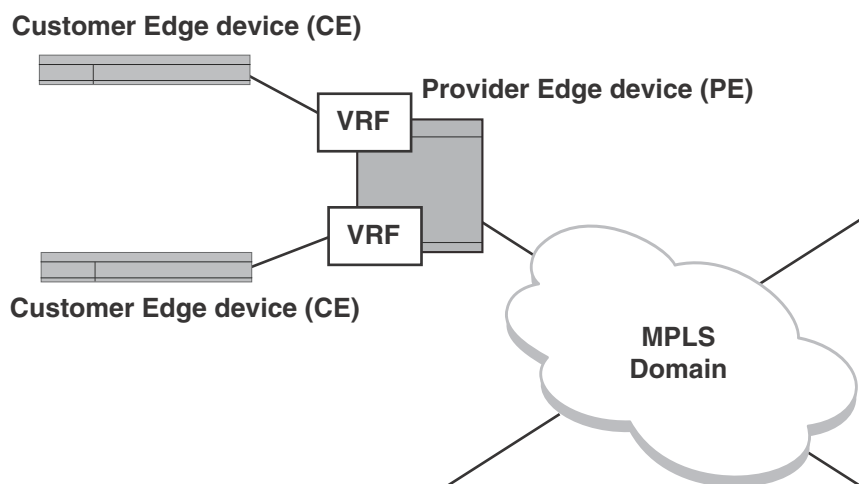 Customer Edge device (CE)
Provider Edge device (PE)
VRF
VRF
Customer Edge device (CE)
MPLS
Domain